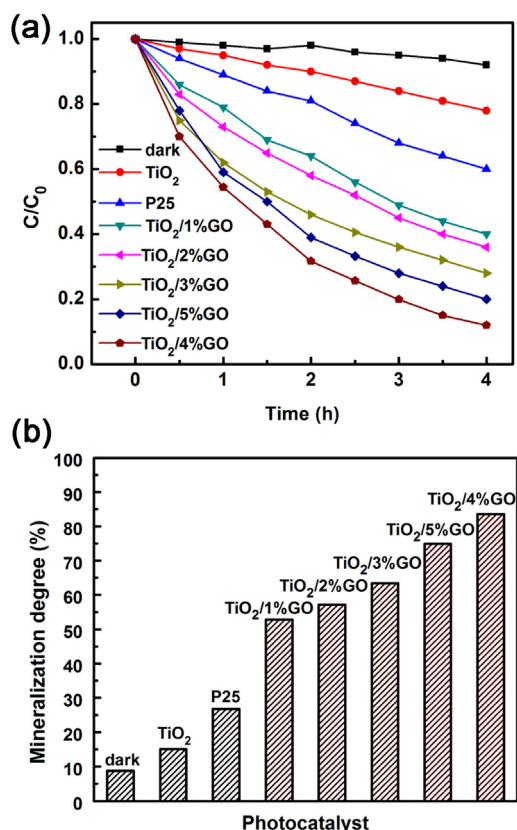 (a)
1.0
0.8
0.6
0.4
0.2
0.0
C/C₀
dark
TiO₂
P25
TiO₂/1%GO
TiO₂/2%GO
TiO₂/3%GO
TiO₂/5%GO
TiO₂/4%GO
0 1 2 3 4
Time (h)
(b)
100
90
80
70
60
50
40
30
20
10
0
Mineralization degree (%)
dark
TiO₂
P25
TiO₂/1%GO
TiO₂/2%GO
TiO₂/3%GO
TiO₂/5%GO
TiO₂/4%GO
Photocatalyst